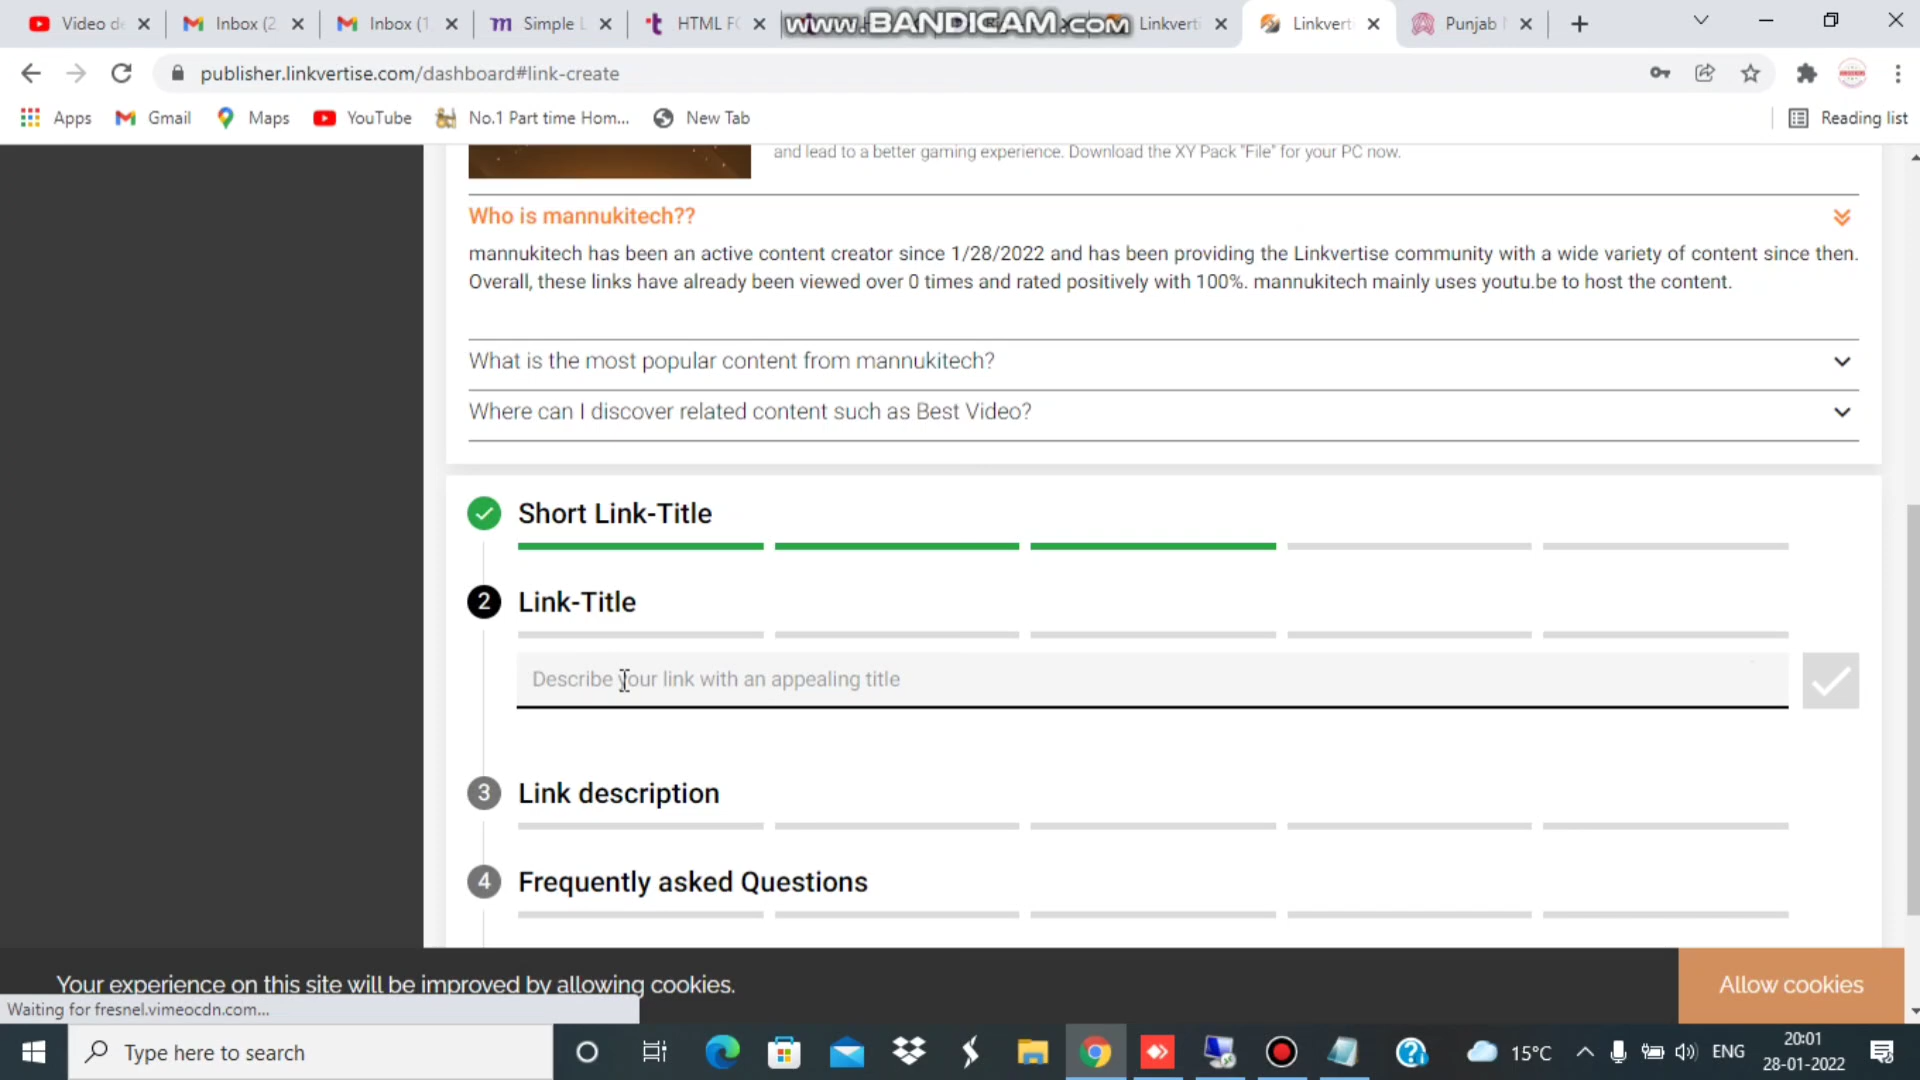 Video de
Inbox (2
Inbox (1
Simple L
HTML F
www.BANDICAM.com
Linkverti
Linkverti
Punjab
publisher.linkvertise.com/dashboard#link-create
Apps
Gmail
Maps
YouTube
No.1 Part time Hom...
New Tab
Reading list
and lead to a better gaming experience. Download the XY Pack "File" for your PC now.
Who is mannukitech??
mannukitech has been an active content creator since 1/28/2022 and has been providing the Linkvertise community with a wide variety of content since then.
Overall, these links have already been viewed over 0 times and rated positively with 100%. mannukitech mainly uses youtu.be to host the content.
What is the most popular content from mannukitech?
Where can I discover related content such as Best Video?
Short Link-Title
2 Link-Title
Describe your link with an appealing title
3 Link description
4 Frequently asked Questions
Your experience on this site will be improved by allowing cookies.
Allow cookies
Waiting for fresnel.vimeocdn.com...
Type here to search
15°C
ENG
20:01
28-01-2022